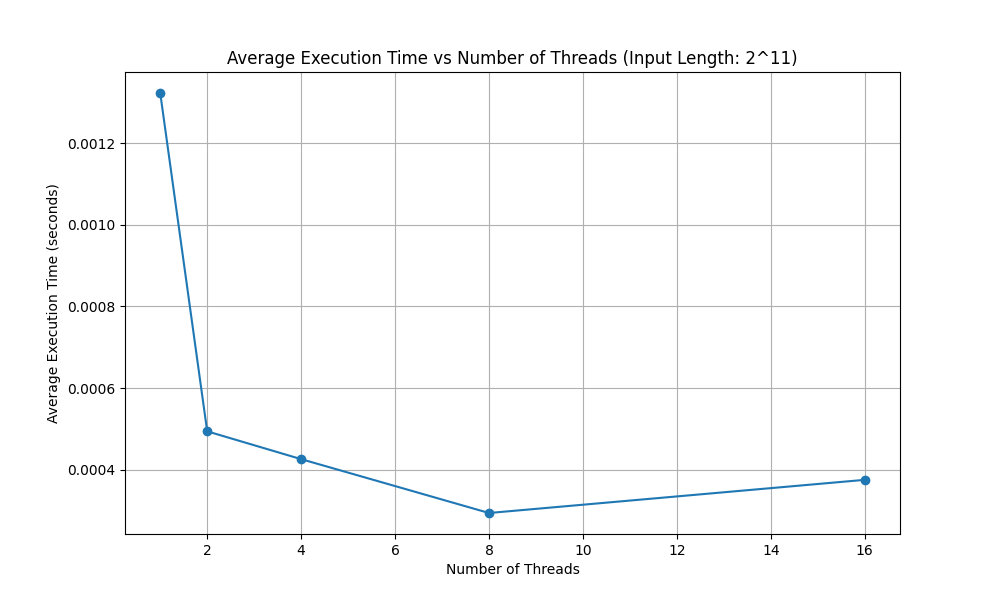 Average Execution Time vs Number of Threads (Input Length: 2^11)
Average Execution Time (seconds)
0.0012
0.0010
0.0008
0.0006
0.0004
2 4 6 8 10 12 14 16
Number of Threads